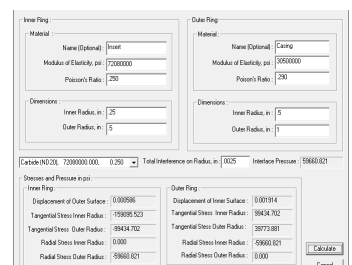 Inner Ring :
Material :
Name (Optional) : Insert
Modulus of Elasticity, psi : 72080000
Poison's Ratio : .250
Dimensions :
Inner Radius, in : .25
Outer Radius, in : .5
Outer Ring
Material :
Name (Optional) : Casing
Modulus of Elasticity, psi : 30500000
Poison's Ratio : .290
Dimensions :
Inner Radius, in : .5
Outer Radius, in : 1
Carbide (ND20), 72080000.000, 0.250 Total Interference on Radius, in : .0025 Interface Pressure : 59660.821
Stresses and Pressure in psi :
Inner Ring :
Displacement of Outer Surface : 0.000586
Tangential Stress Inner Radius : -159095.523
Tangential Stress Outer Radius : -99434.702
Radial Stress Inner Radius : 0.000
Radial Stress Outer Radius : -59660.821
Outer Ring :
Displacement of Inner Surface : 0.001914
Tangential Stress Inner Radius : 99434.702
Tangential Stress Outer Radius : 39773.881
Radial Stress Inner Radius : -59660.821
Radial Stress Outer Radius : 0.000
Calculate